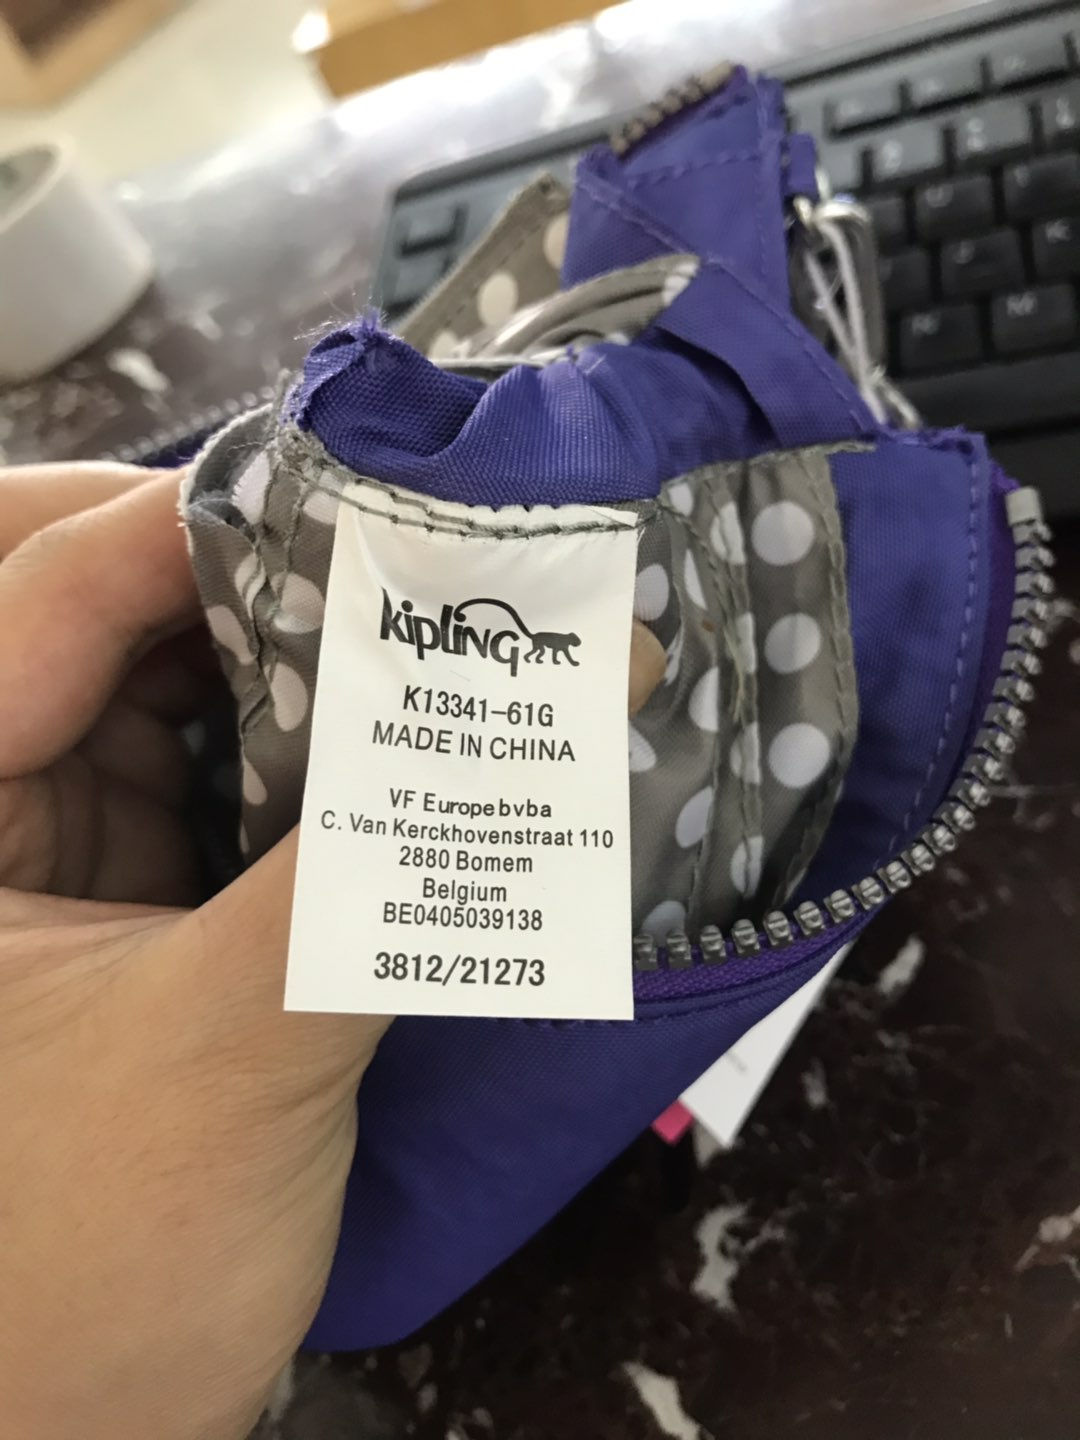 kipling
K13341-61G
MADE IN CHINA
VF Europe bvba
C. Van Kerckhovenstraat 110
2880 Bornem
Belgium
BE0405039138
3812/21273